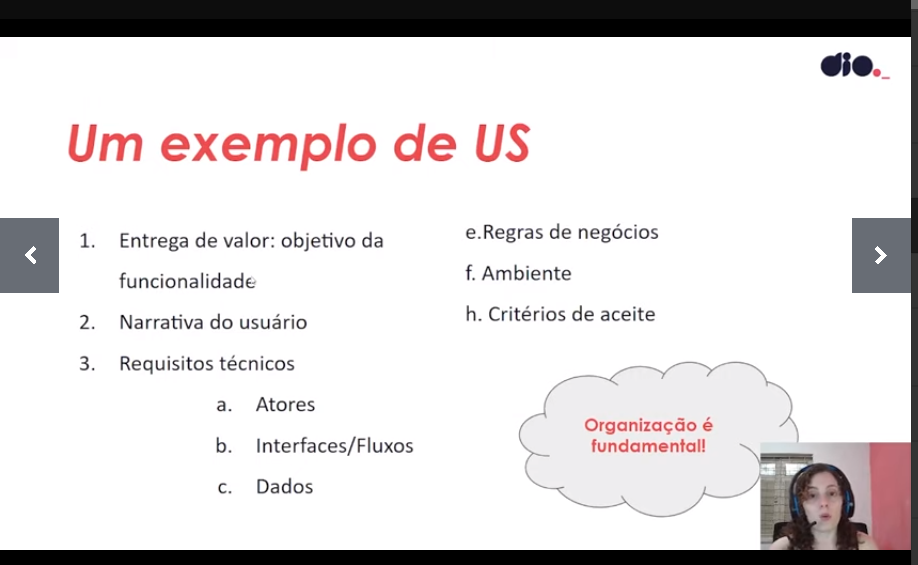 dio._
Um exemplo de US
1. Entrega de valor: objetivo da
funcionalidade
2. Narrativa do usuário
3. Requisitos técnicos
a. Atores
b. Interfaces/Fluxos
c. Dados
e.Regras de negócios
f. Ambiente
h. Critérios de aceite
Organização é
fundamental!